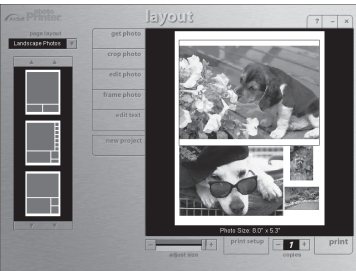 photo
Printer
layout
? – ×
page layout
Landscape Photos
get photo
crop photo
edit photo
frame photo
edit text
new project
Photo Size: 8.0" x 5.3"
– +
adjust size
print setup
– 1 +
copies
print